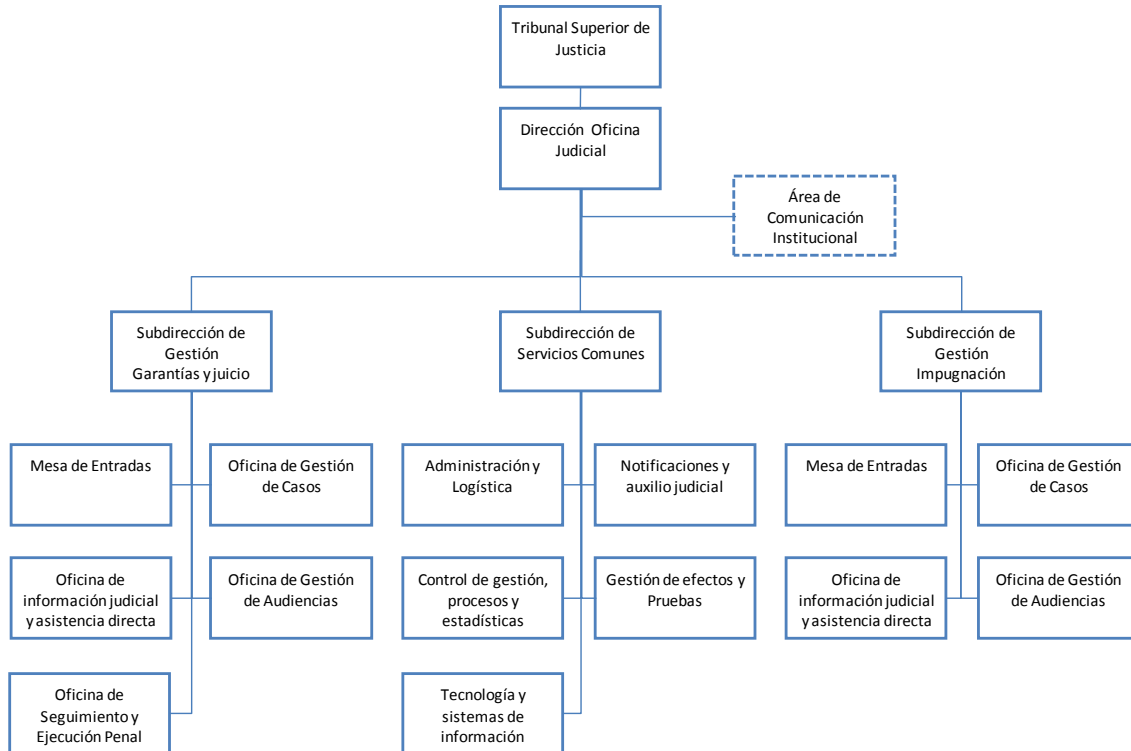 Tribunal Superior de
Justicia
Dirección Oficina
Judicial
Área de
Comunicación
Institucional
Subdirección de
Gestión
Garantías y juicio
Subdirección de
Servicios Comunes
Subdirección de
Gestión
Impugnación
Mesa de Entradas
Oficina de Gestión
de Casos
Administración y
Logística
Notificaciones y
auxilio judicial
Mesa de Entradas
Oficina de Gestión
de Casos
Oficina de
información judicial
y asistencia directa
Oficina de Gestión
de Audiencias
Control de gestión,
procesos y
estadísticas
Gestión de efectos y
Pruebas
Oficina de
información judicial
y asistencia directa
Oficina de Gestión
de Audiencias
Oficina de
Seguimiento y
Ejecución Penal
Tecnología y
sistemas de
información